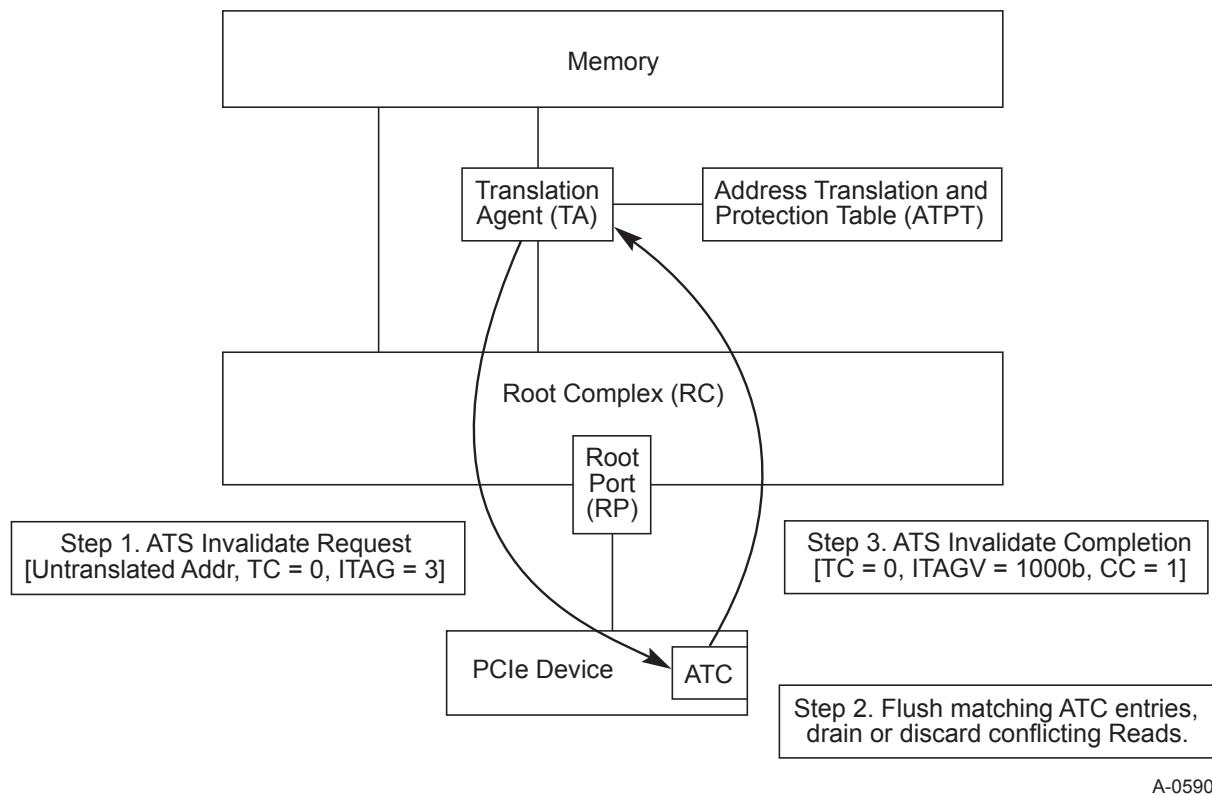 Memory
Translation
Agent (TA)
Address Translation and
Protection Table (ATPT)
Root Complex (RC)
Root
Port
(RP)
Step 1. ATS Invalidate Request
[Untranslated Addr, TC = 0, ITAG = 3]
Step 3. ATS Invalidate Completion
[TC = 0, ITAGV = 1000b, CC = 1]
PCIe Device
ATC
Step 2. Flush matching ATC entries,
drain or discard conflicting Reads.
A-0590